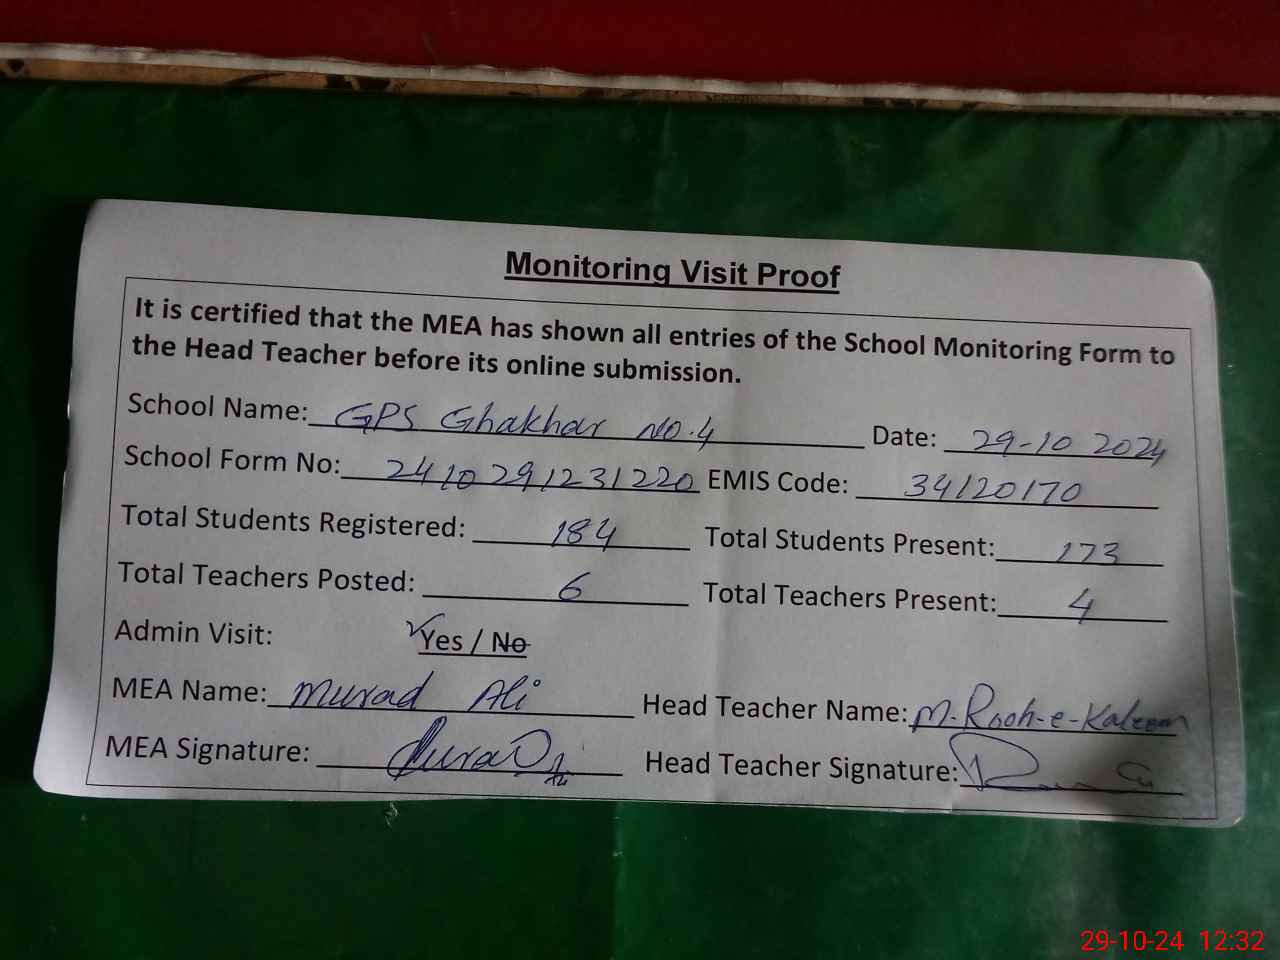 Monitoring Visit Proof
It is certified that the MEA has shown all entries of the School Monitoring Form to
the Head Teacher before its online submission.
School Name: GPS Ghakhar No.4 Date: 29-10 2024
School Form No: 241029123 1220 EMIS Code: 34120170
Total Students Registered: 184 Total Students Present: 173
Total Teachers Posted: 6 Total Teachers Present: 4
Admin Visit: ✓Yes / No
MEA Name: Murad Ali Head Teacher Name: M. Rooh-e-Kaleem
MEA Signature: Murad Ali Head Teacher Signature:
29-10-24 12:32